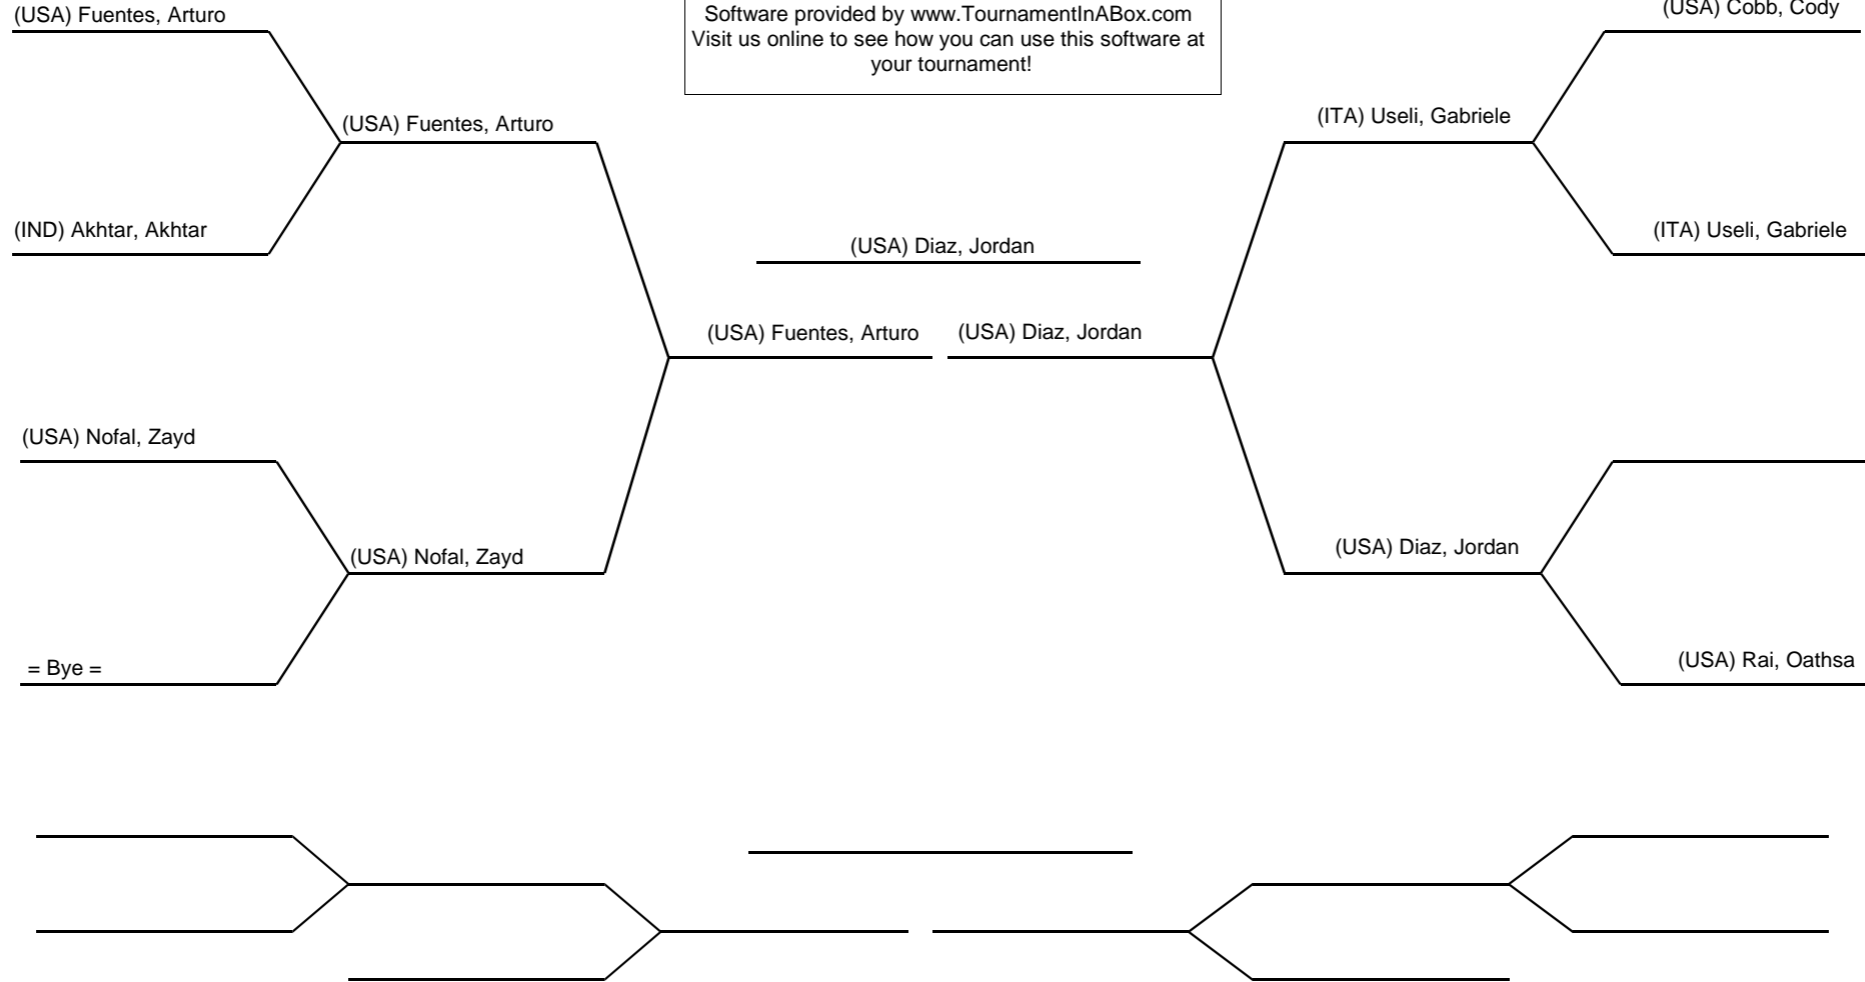 (USA) Fuentes, Arturo
Software provided by www.TournamentInABox.com
Visit us online to see how you can use this software at
your tournament!
(USA) Cobb, Cody
(USA) Fuentes, Arturo
(ITA) Useli, Gabriele
(IND) Akhtar, Akhtar
(USA) Diaz, Jordan
(ITA) Useli, Gabriele
(USA) Fuentes, Arturo
(USA) Diaz, Jordan
(USA) Nofal, Zayd
(USA) Nofal, Zayd
(USA) Diaz, Jordan
= Bye =
(USA) Rai, Oathsa